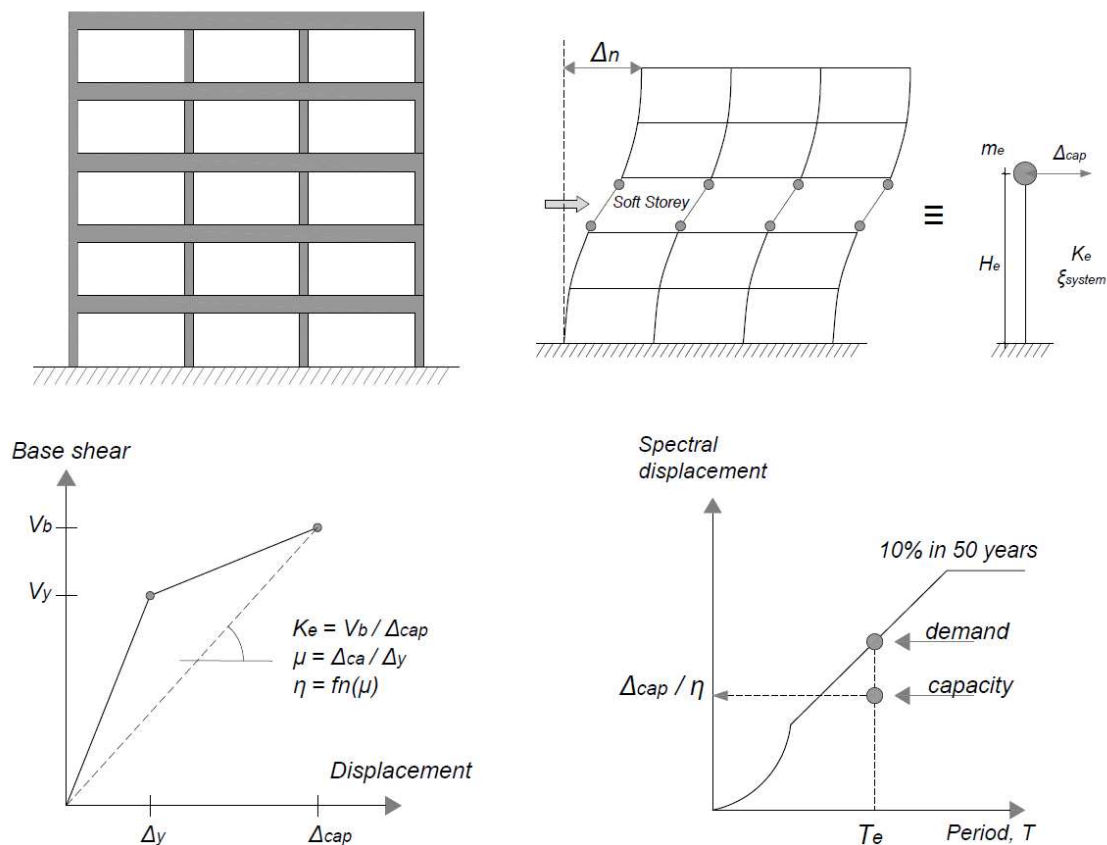 Δn
Soft Storey
≡
me
Δcap
He
Ke
ξsystem
Base shear
Vb
Vy
Ke = Vb / Δcap
μ = Δca / Δy
η = fn(μ)
Displacement
Δy
Δcap
Spectral
displacement
10% in 50 years
demand
Δcap / η
capacity
Te
Period, T